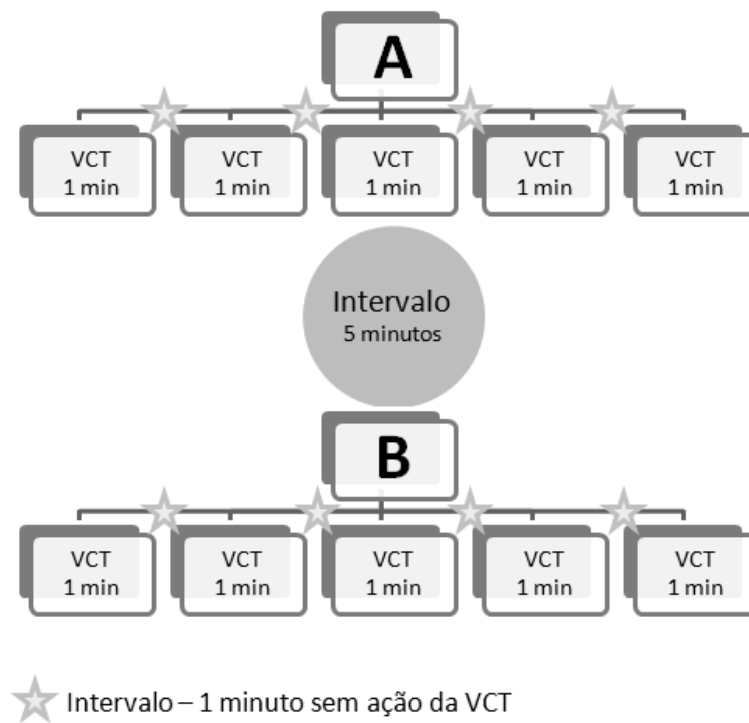 A
VCT
1 min
VCT
1 min
VCT
1 min
VCT
1 min
VCT
1 min
Intervalo
5 minutos
B
VCT
1 min
VCT
1 min
VCT
1 min
VCT
1 min
VCT
1 min
Intervalo – 1 minuto sem ação da VCT